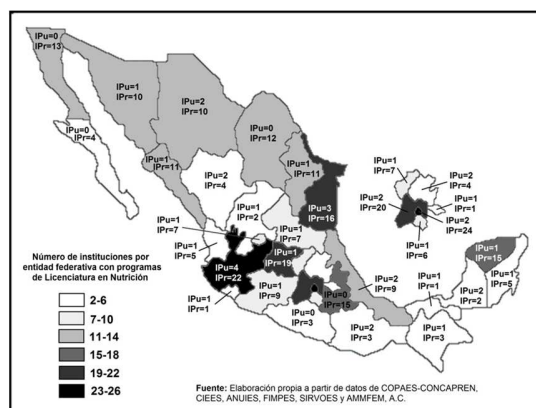 IPu=0
IPr=13
IPu=1
IPr=10
IPu=2
IPr=10
IPu=0
IPr=4
IPu=0
IPr=12
IPu=1
IPr=11
IPu=1
IPr=11
IPu=2
IPr=4
IPu=3
IPr=16
IPu=1
IPr=2
IPu=1
IPr=7
IPu=1
IPr=7
IPu=1
IPr=5
IPu=4
IPr=22
IPu=1
IPr=19
IPu=1
IPr=1
IPu=1
IPr=9
IPu=0
IPr=3
IPu=0
IPr=15
IPu=2
IPr=9
IPu=2
IPr=3
IPu=1
IPr=3
IPu=1
IPr=1
IPu=2
IPr=2
IPu=1
IPr=15
IPu=1
IPr=5
IPu=1
IPr=7
IPu=2
IPr=4
IPu=1
IPr=1
IPu=2
IPr=20
IPu=2
IPr=24
IPu=1
IPr=6
Número de instituciones por
entidad federativa con programas
de Licenciatura en Nutrición
2-6
7-10
11-14
15-18
19-22
23-26
Fuente: Elaboración propia a partir de datos de COPAES-CONCAPREN,
CIEES, ANUIES, FIMPES, SIRVOES y AMMFEM, A.C.